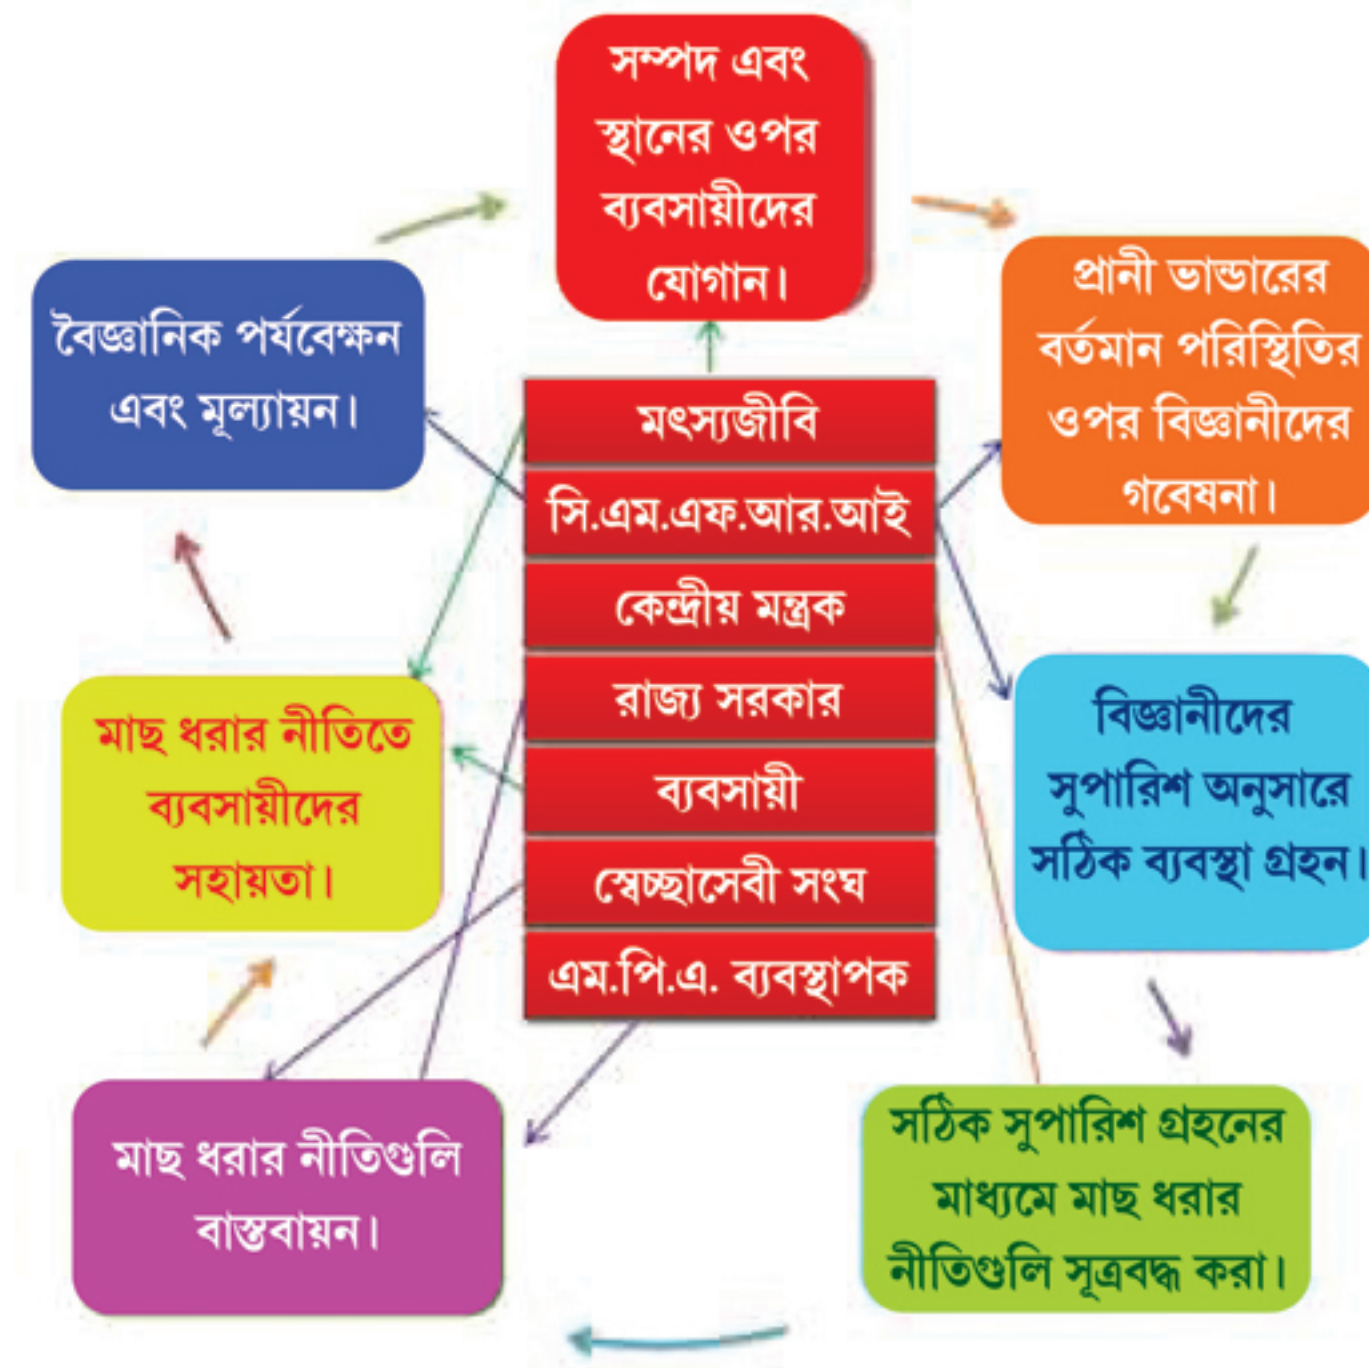 সম্পদ এবং
স্থানের ওপর
ব্যবসায়ীদের
যোগান।
প্রানী ভান্ডারের
বর্তমান পরিস্থিতির
ওপর বিজ্ঞানীদের
গবেষনা।
বিজ্ঞানীদের
সুপারিশ অনুসারে
সঠিক ব্যবস্থা গ্রহন।
সঠিক সুপারিশ গ্রহনের
মাধ্যমে মাছ ধরার
নীতিগুলি সূত্রবদ্ধ করা।
মাছ ধরার নীতিগুলি
বাস্তবায়ন।
মাছ ধরার নীতিতে
ব্যবসায়ীদের
সহায়তা।
বৈজ্ঞানিক পর্যবেক্ষন
এবং মূল্যায়ন।
মৎস্যজীবি
সি.এম.এফ.আর.আই
কেন্দ্রীয় মন্ত্রক
রাজ্য সরকার
ব্যবসায়ী
স্বেচ্ছাসেবী সংঘ
এম.পি.এ. ব্যবস্থাপক